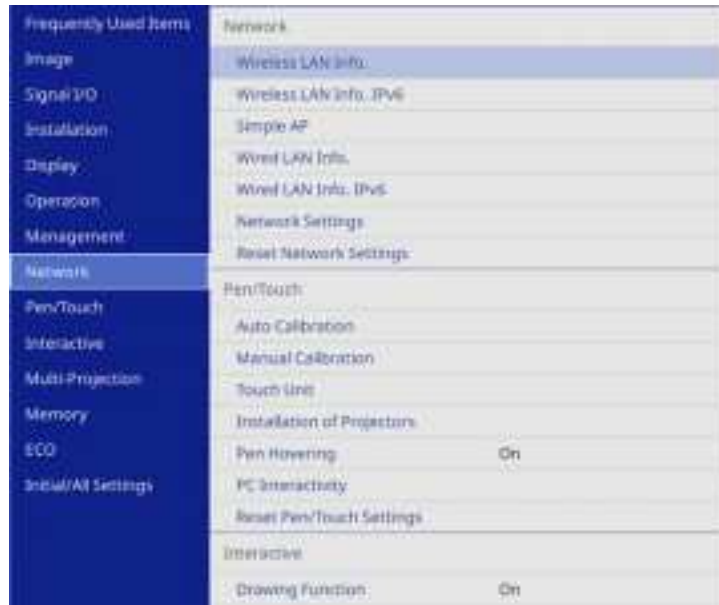 Frequently Used Items
Image
Signal I/O
Installation
Display
Operation
Management
Network
Pen/Touch
Interactive
Multi-Projection
Memory
ECO
Initial/All Settings
Network
Wireless LAN Info.
Wireless LAN Info. IPv6
Simple AP
Wired LAN Info.
Wired LAN Info. IPv6
Network Settings
Reset Network Settings
Pen/Touch
Auto Calibration
Manual Calibration
Touch Unit
Installation of Projectors
Pen Hovering On
PC Interactivity
Reset Pen/Touch Settings
Interactive
Drawing Function On